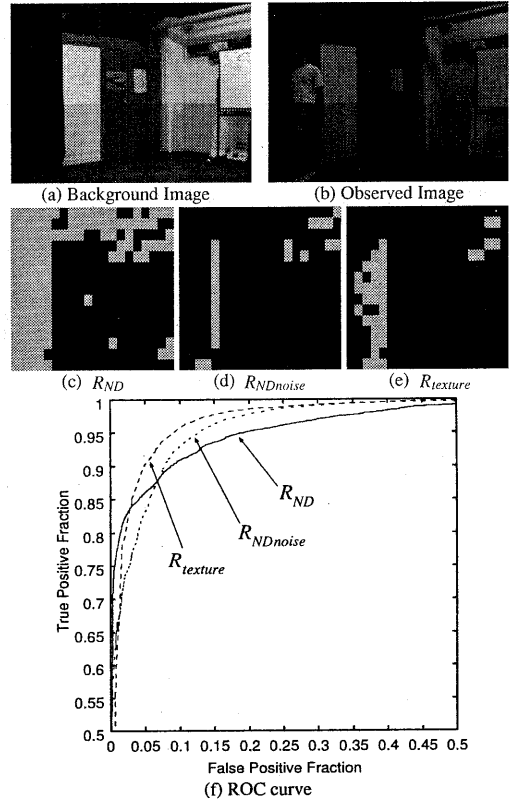 (a) Background Image
(b) Observed Image
(c) R_ND
(d) R_NDnoise
(e) R_texture
1
0.95
0.9
0.85
0.8
0.75
0.7
0.65
0.6
0.55
0.5
True Positive Fraction
R_ND
R_NDnoise
R_texture
0 0.05 0.1 0.15 0.2 0.25 0.3 0.35 0.4 0.45 0.5
False Positive Fraction
(f) ROC curve